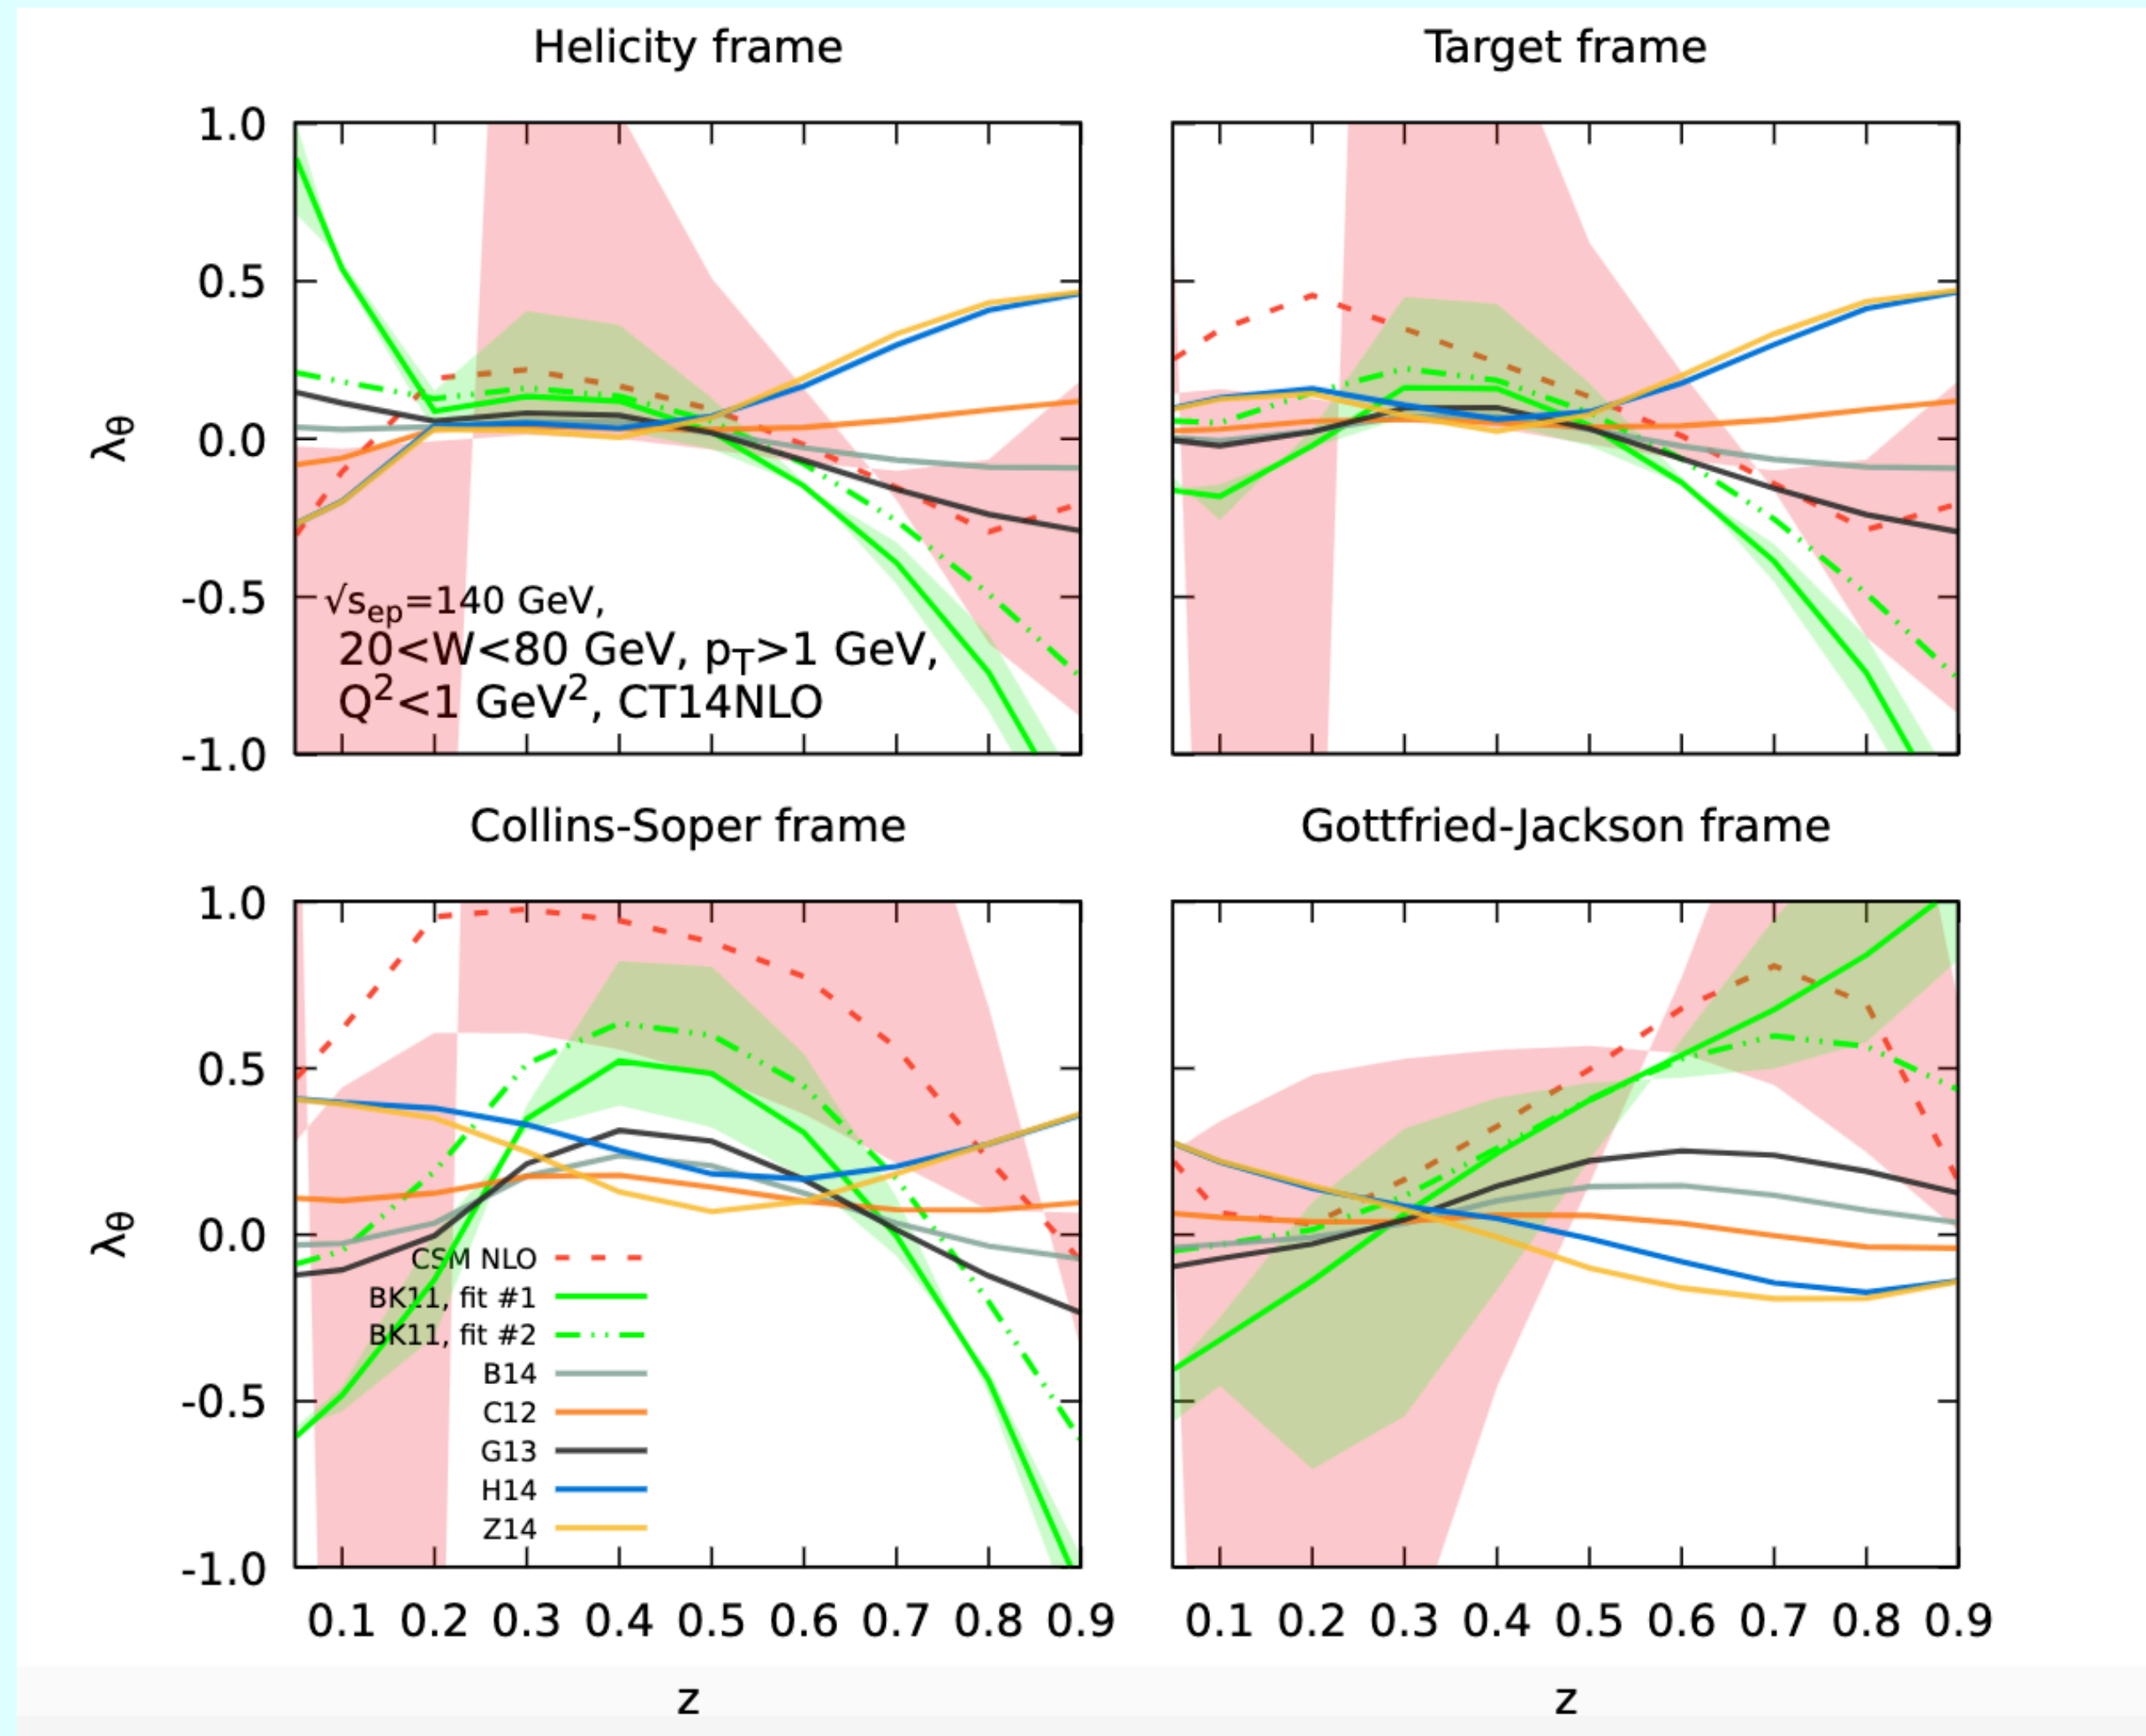 Helicity frame
Target frame
1.0
0.5
0.0
-0.5
-1.0
λθ
√sep=140 GeV,
20<W<80 GeV, pT>1 GeV,
Q2<1 GeV2, CT14NLO
Collins-Soper frame
Gottfried-Jackson frame
1.0
0.5
0.0
-0.5
-1.0
λθ
CSM NLO
BK11, fit #1
BK11, fit #2
B14
C12
G13
H14
Z14
0.1 0.2 0.3 0.4 0.5 0.6 0.7 0.8 0.9
0.1 0.2 0.3 0.4 0.5 0.6 0.7 0.8 0.9
z
z